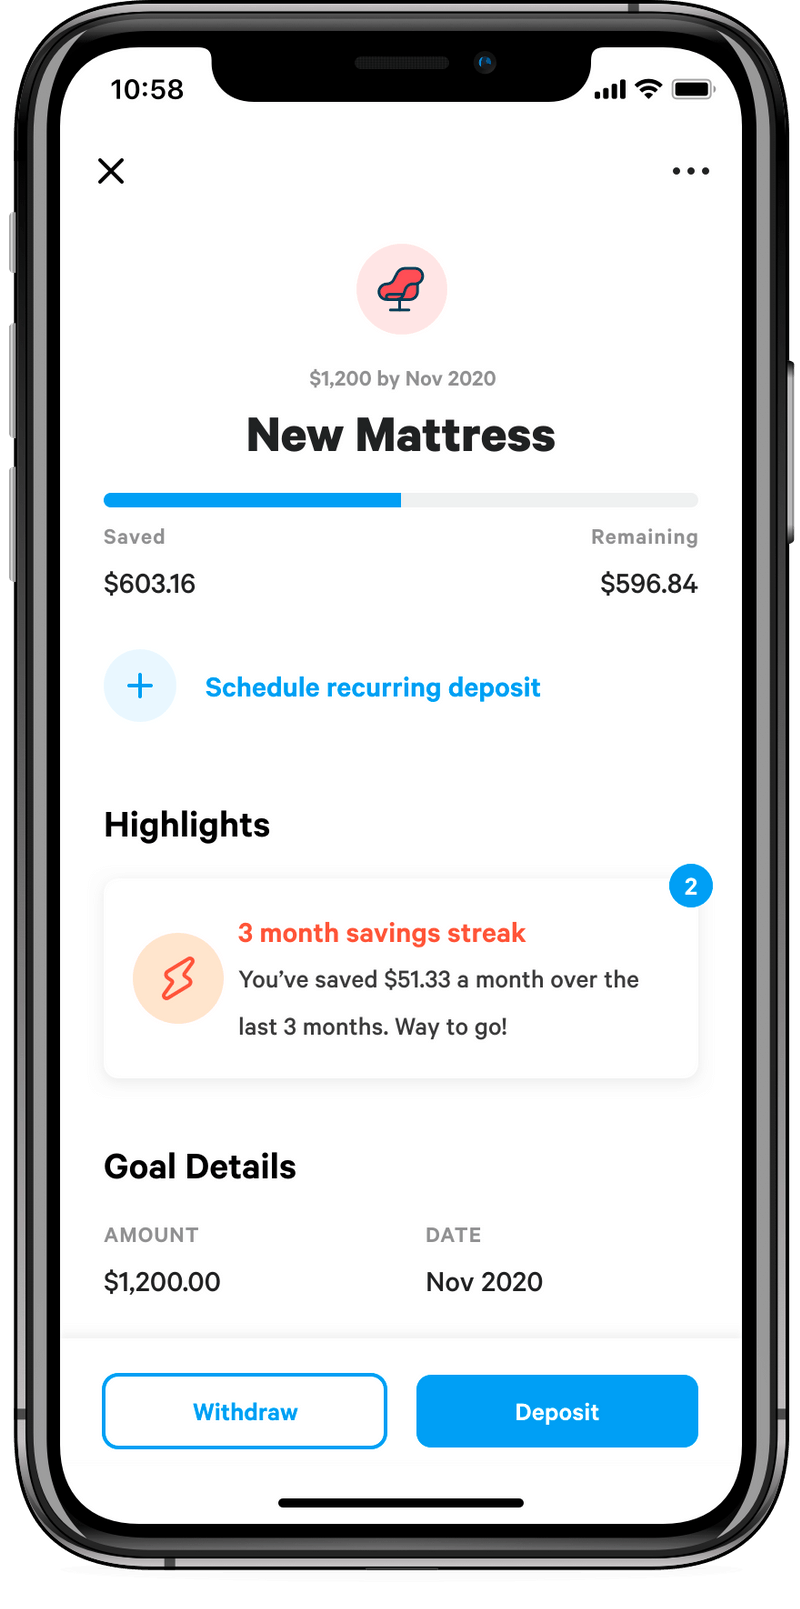 10:58
$1,200 by Nov 2020
New Mattress
Saved
Remaining
$603.16
$596.84
Schedule recurring deposit
Highlights
2
3 month savings streak
You’ve saved $51.33 a month over the
last 3 months. Way to go!
Goal Details
AMOUNT
DATE
$1,200.00
Nov 2020
Withdraw
Deposit